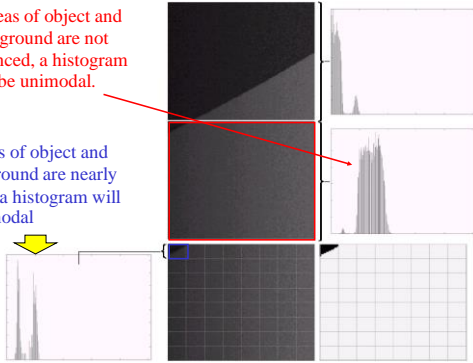 eas of object and
ground are not
nced, a histogram
be unimodal.
s of object and
ound are nearly
a histogram will
modal